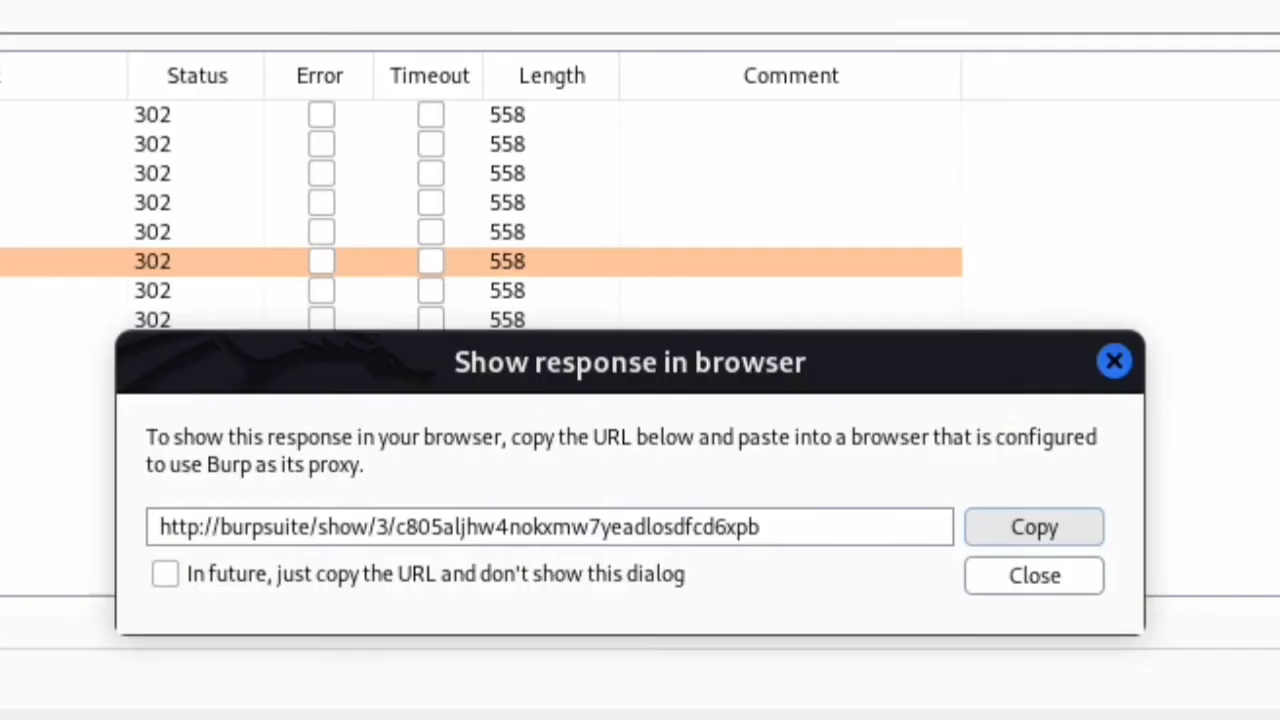 Status Error Timeout Length Comment
302 558
302 558
302 558
302 558
302 558
302 558
302 558
302 558
Show response in browser
To show this response in your browser, copy the URL below and paste into a browser that is configured
to use Burp as its proxy.
http://burpsuite/show/3/c805aljhw4nokxmw7yeadlosdfcd6xpb Copy
In future, just copy the URL and don't show this dialog Close